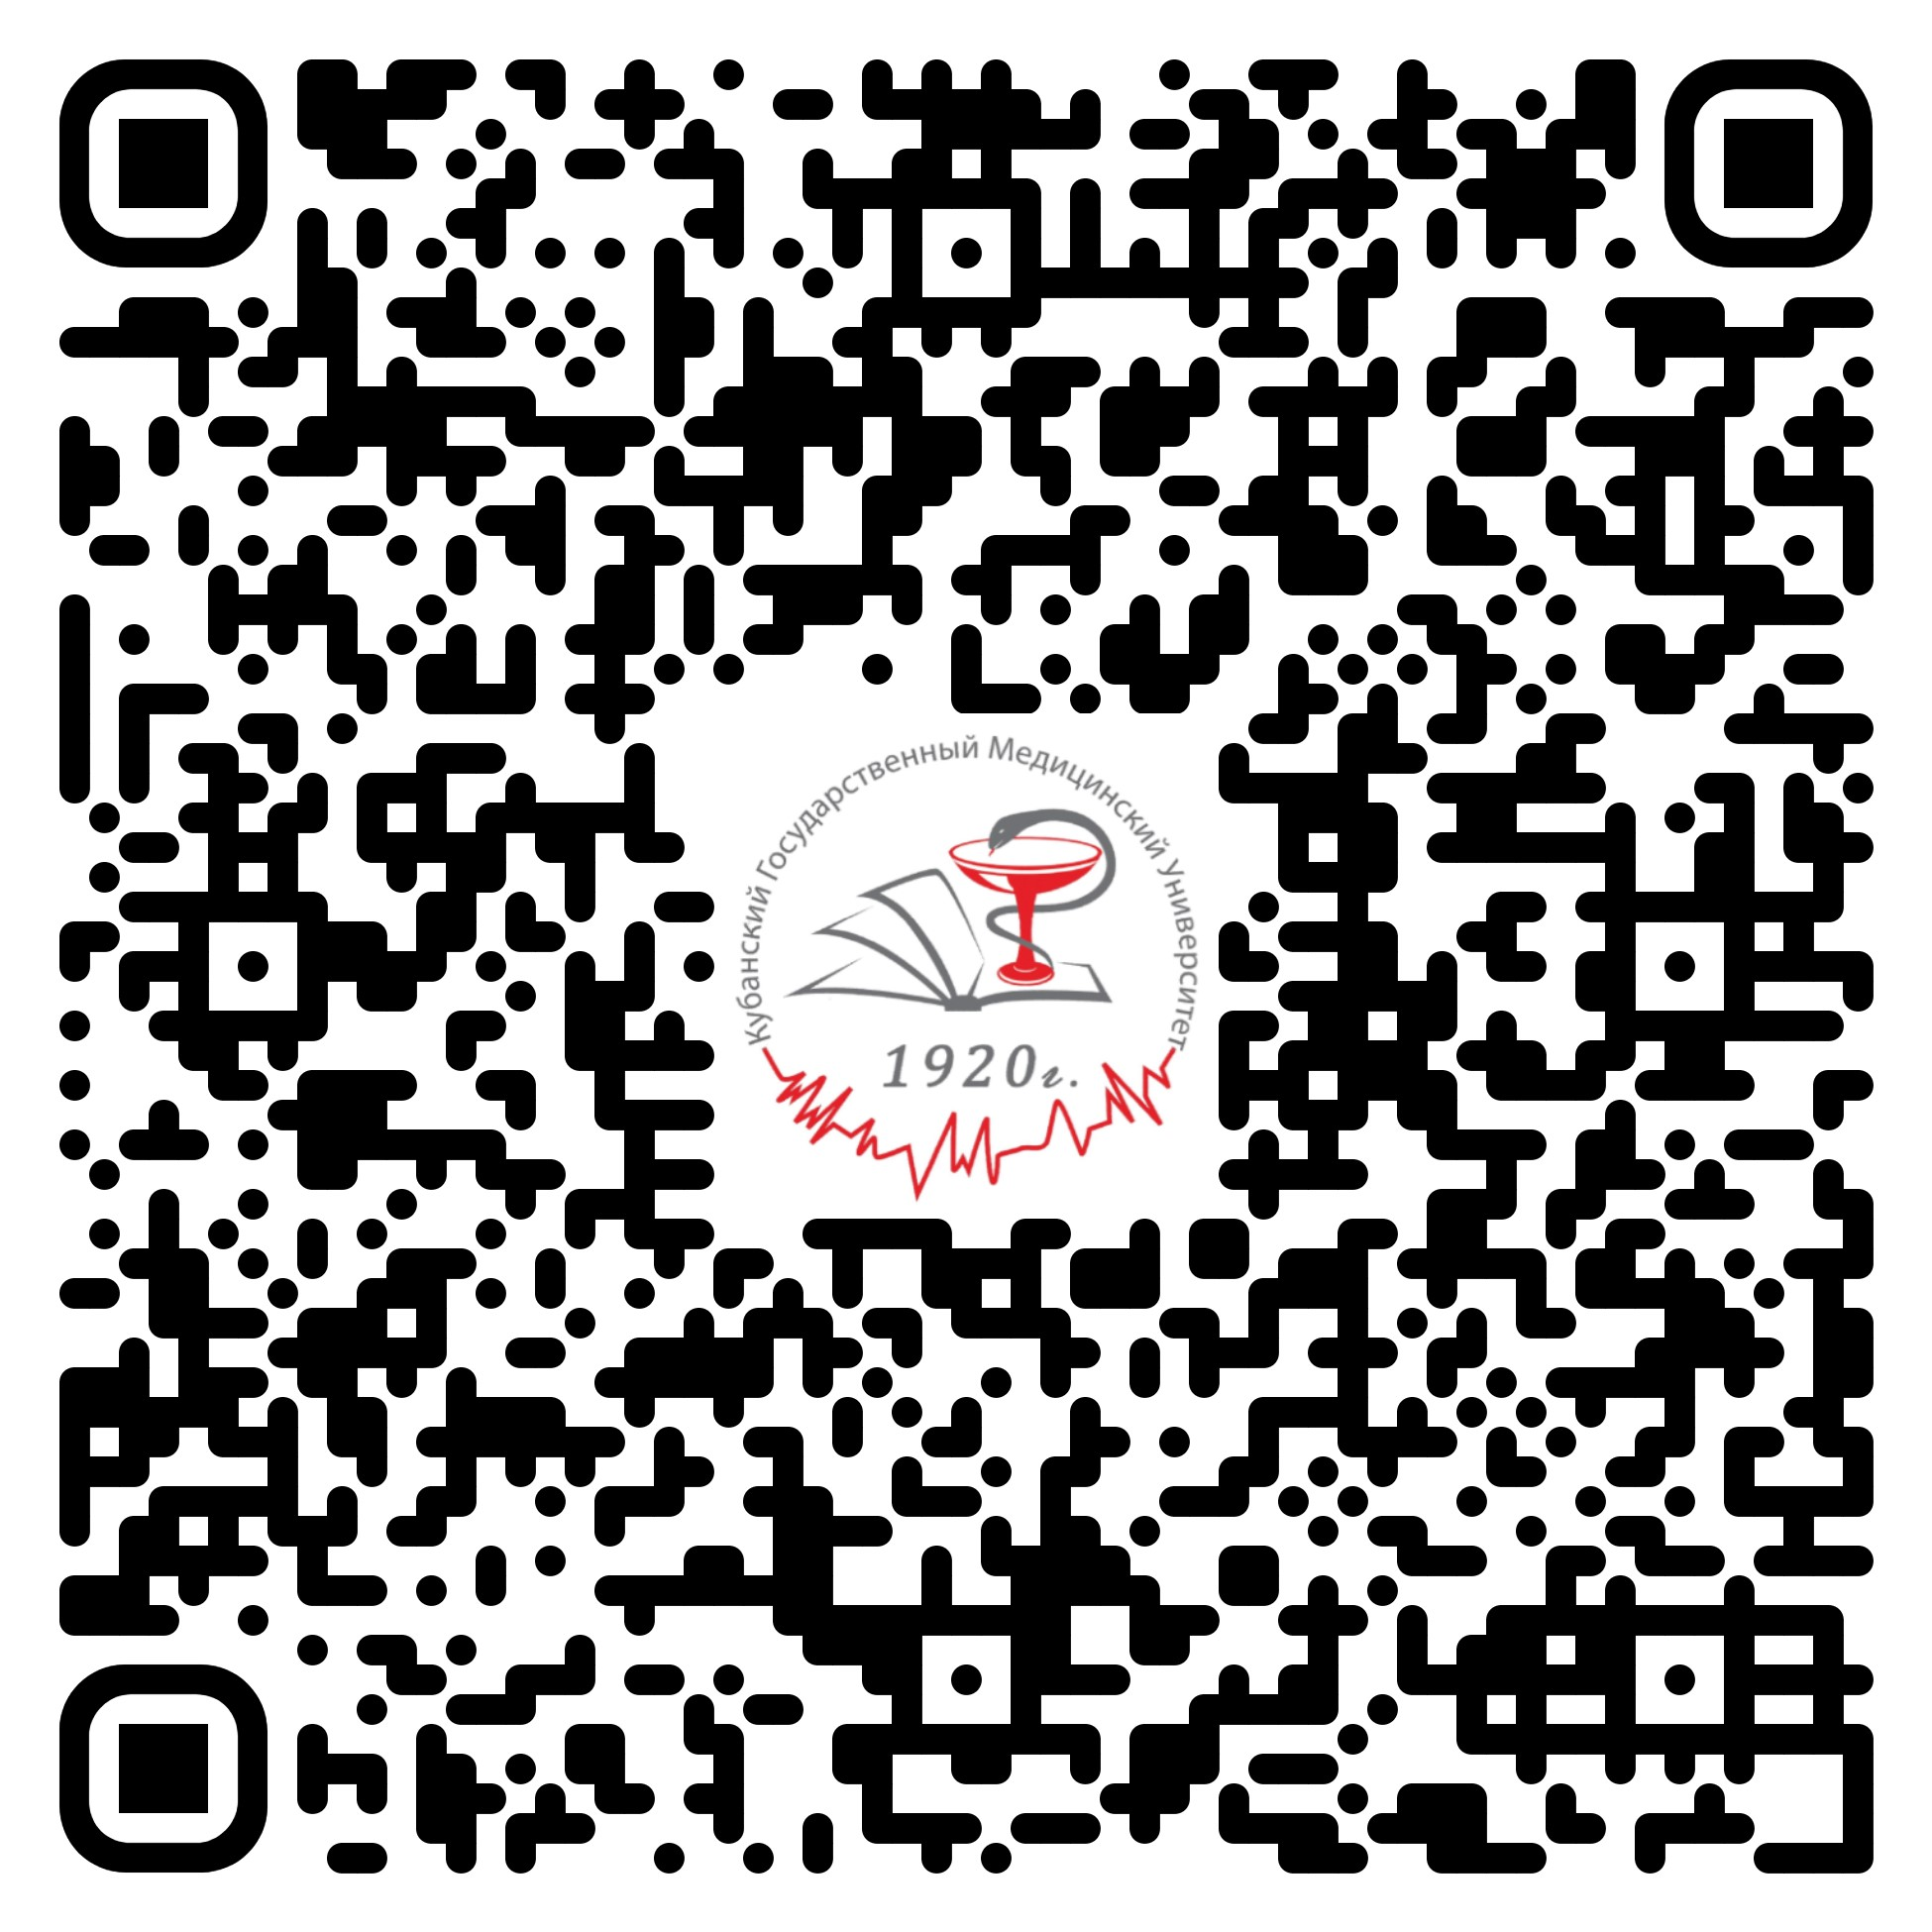 Кубанский Государственный Медицинский Университет
1920г.